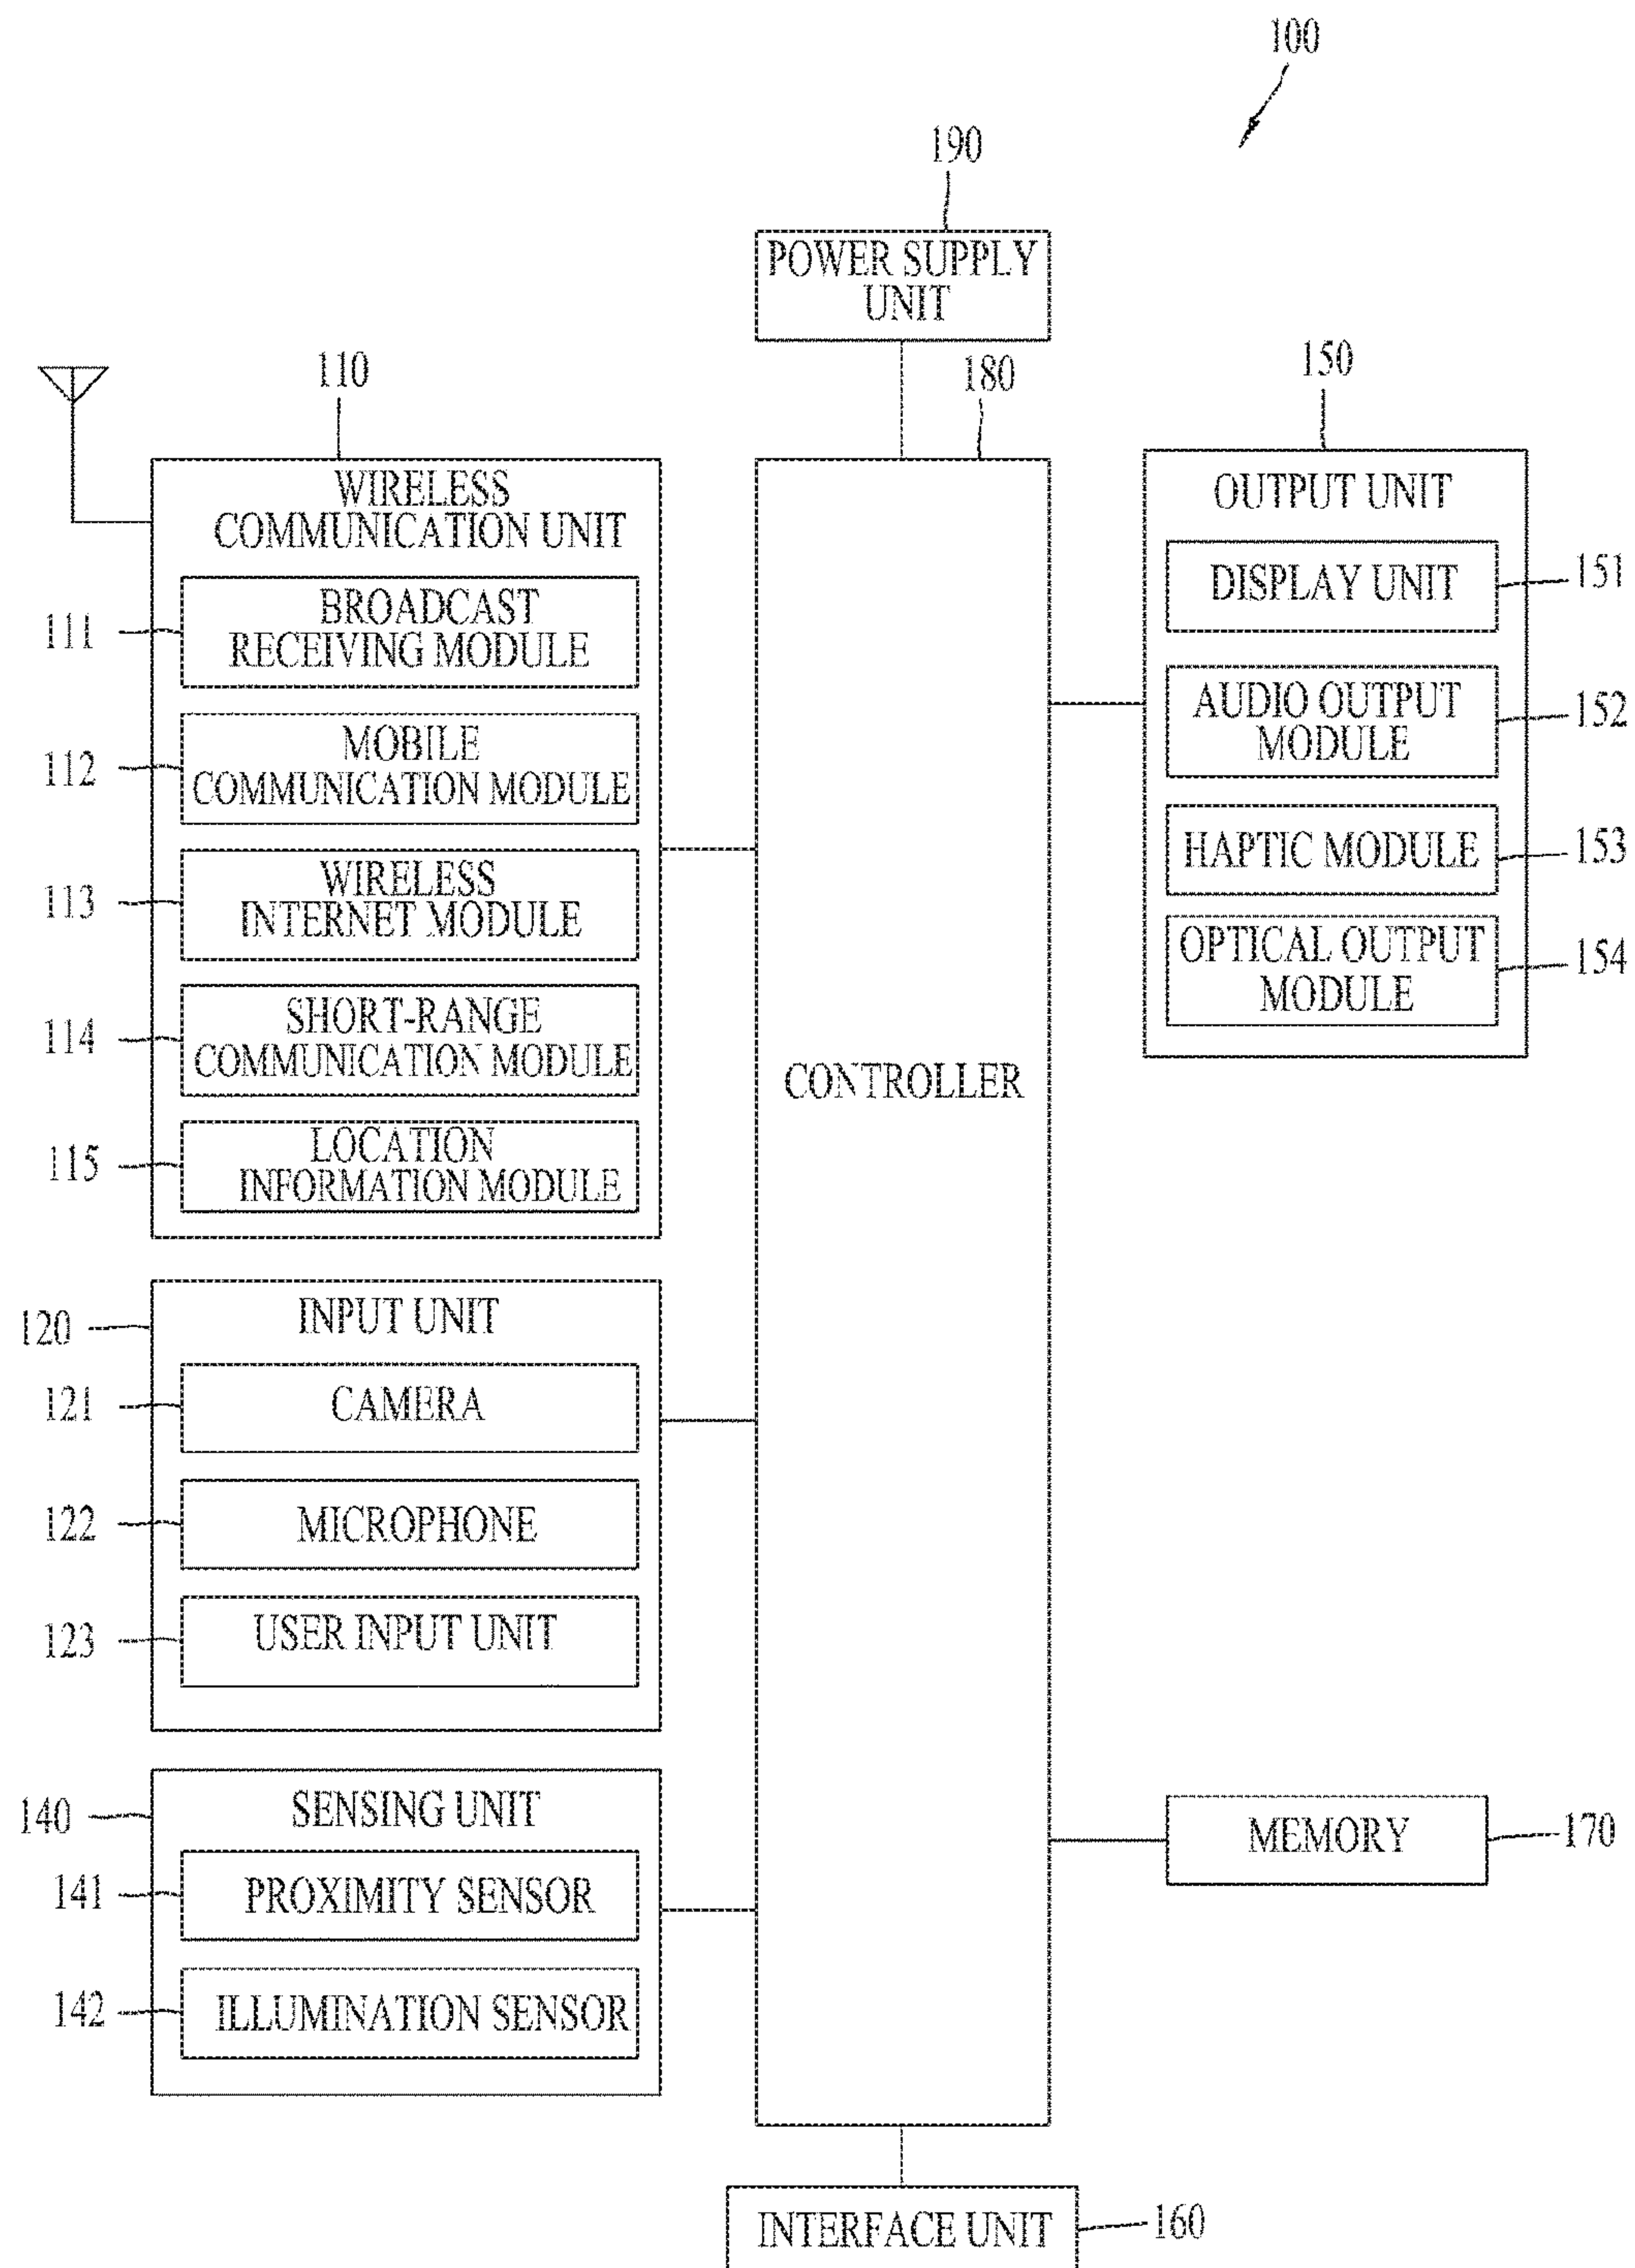 100
190
POWER SUPPLY
UNIT
110
180
150
WIRELESS
COMMUNICATION UNIT
111
BROADCAST
RECEIVING MODULE
112
MOBILE
COMMUNICATION MODULE
113
WIRELESS
INTERNET MODULE
114
SHORT-RANGE
COMMUNICATION MODULE
115
LOCATION
INFORMATION MODULE
120
INPUT UNIT
121
CAMERA
122
MICROPHONE
123
USER INPUT UNIT
140
SENSING UNIT
141
PROXIMITY SENSOR
142
ILLUMINATION SENSOR
CONTROLLER
OUTPUT UNIT
DISPLAY UNIT
151
AUDIO OUTPUT
MODULE
152
HAPTIC MODULE
153
OPTICAL OUTPUT
MODULE
154
MEMORY
170
INTERFACE UNIT
160